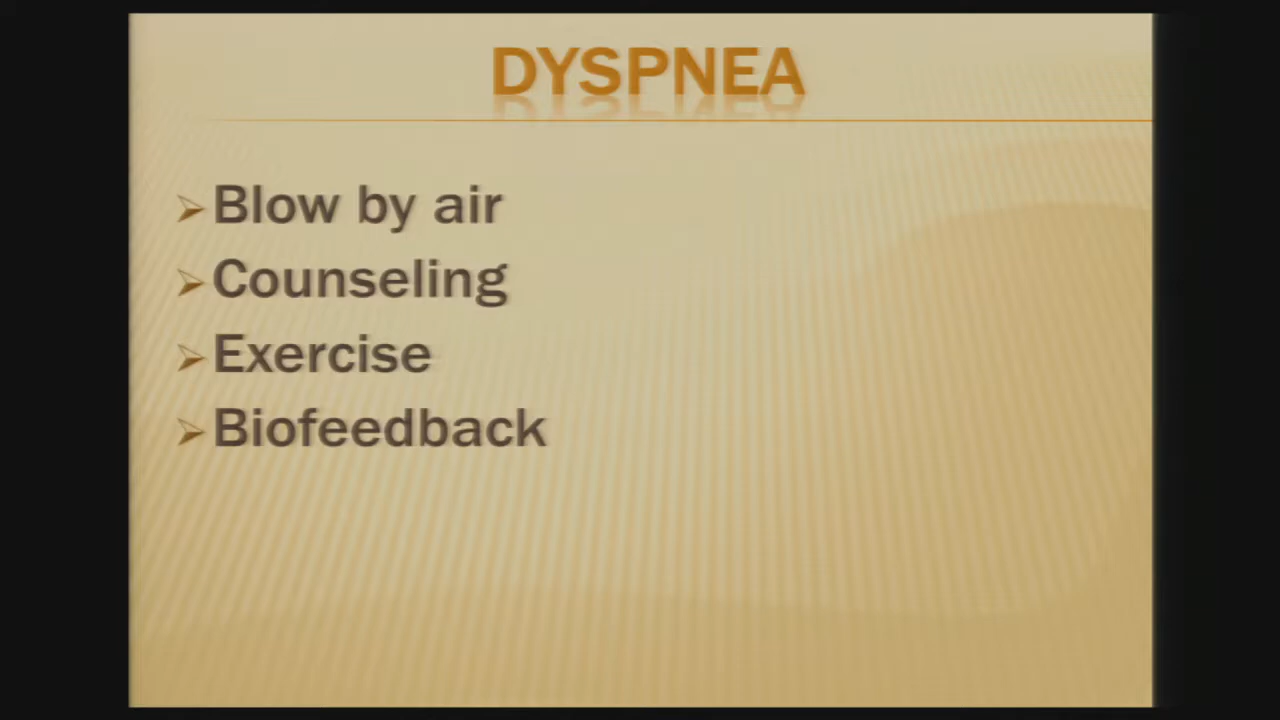 DYSPNEA
Blow by air
Counseling
Exercise
Biofeedback